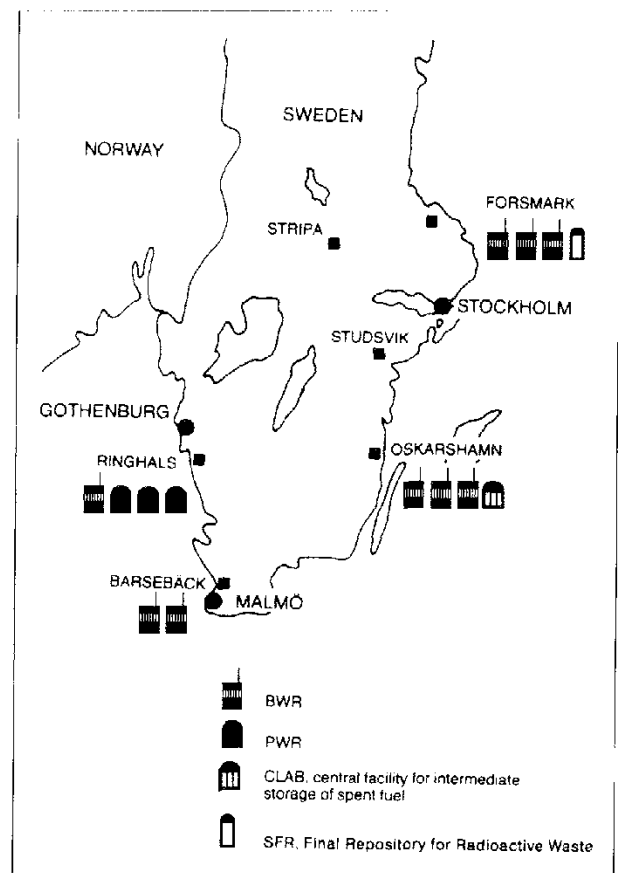 SWEDEN
NORWAY
FORSMARK
STRIPA
STOCKHOLM
STUDSVIK
GOTHENBURG
OSKARSHAMN
RINGHALS
BARSEBÄCK
MALMÖ
BWR
PWR
CLAB, central facility for intermediate
storage of spent fuel
SFR, Final Repository for Radioactive Waste